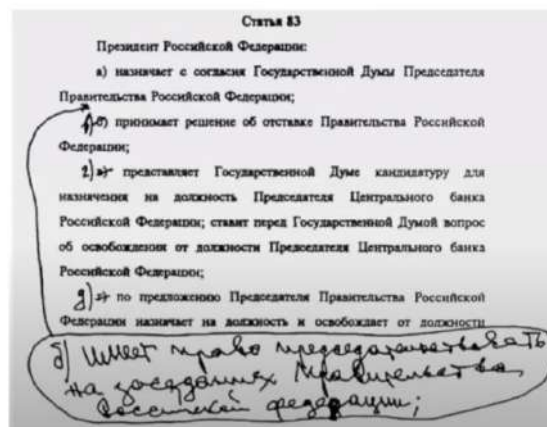 Статья 83
Президент Российской Федерации:
а) назначает с согласия Государственной Думы Председателя
Правительства Российской Федерации;
в) б) принимает решение об отставке Правительства Российской
Федерации;
г) в) представляет Государственной Думе кандидатуру для
назначения на должность Председателя Центрального банка
Российской Федерации; ставит перед Государственной Думой вопрос
об освобождении от должности Председателя Центрального банка
Российской Федерации;
д) г) по предложению Председателя Правительства Российской
Федерации назначает на должность и освобождает от должности
б) имеет право председательствовать
на заседаниях Правительства
Российской Федерации;